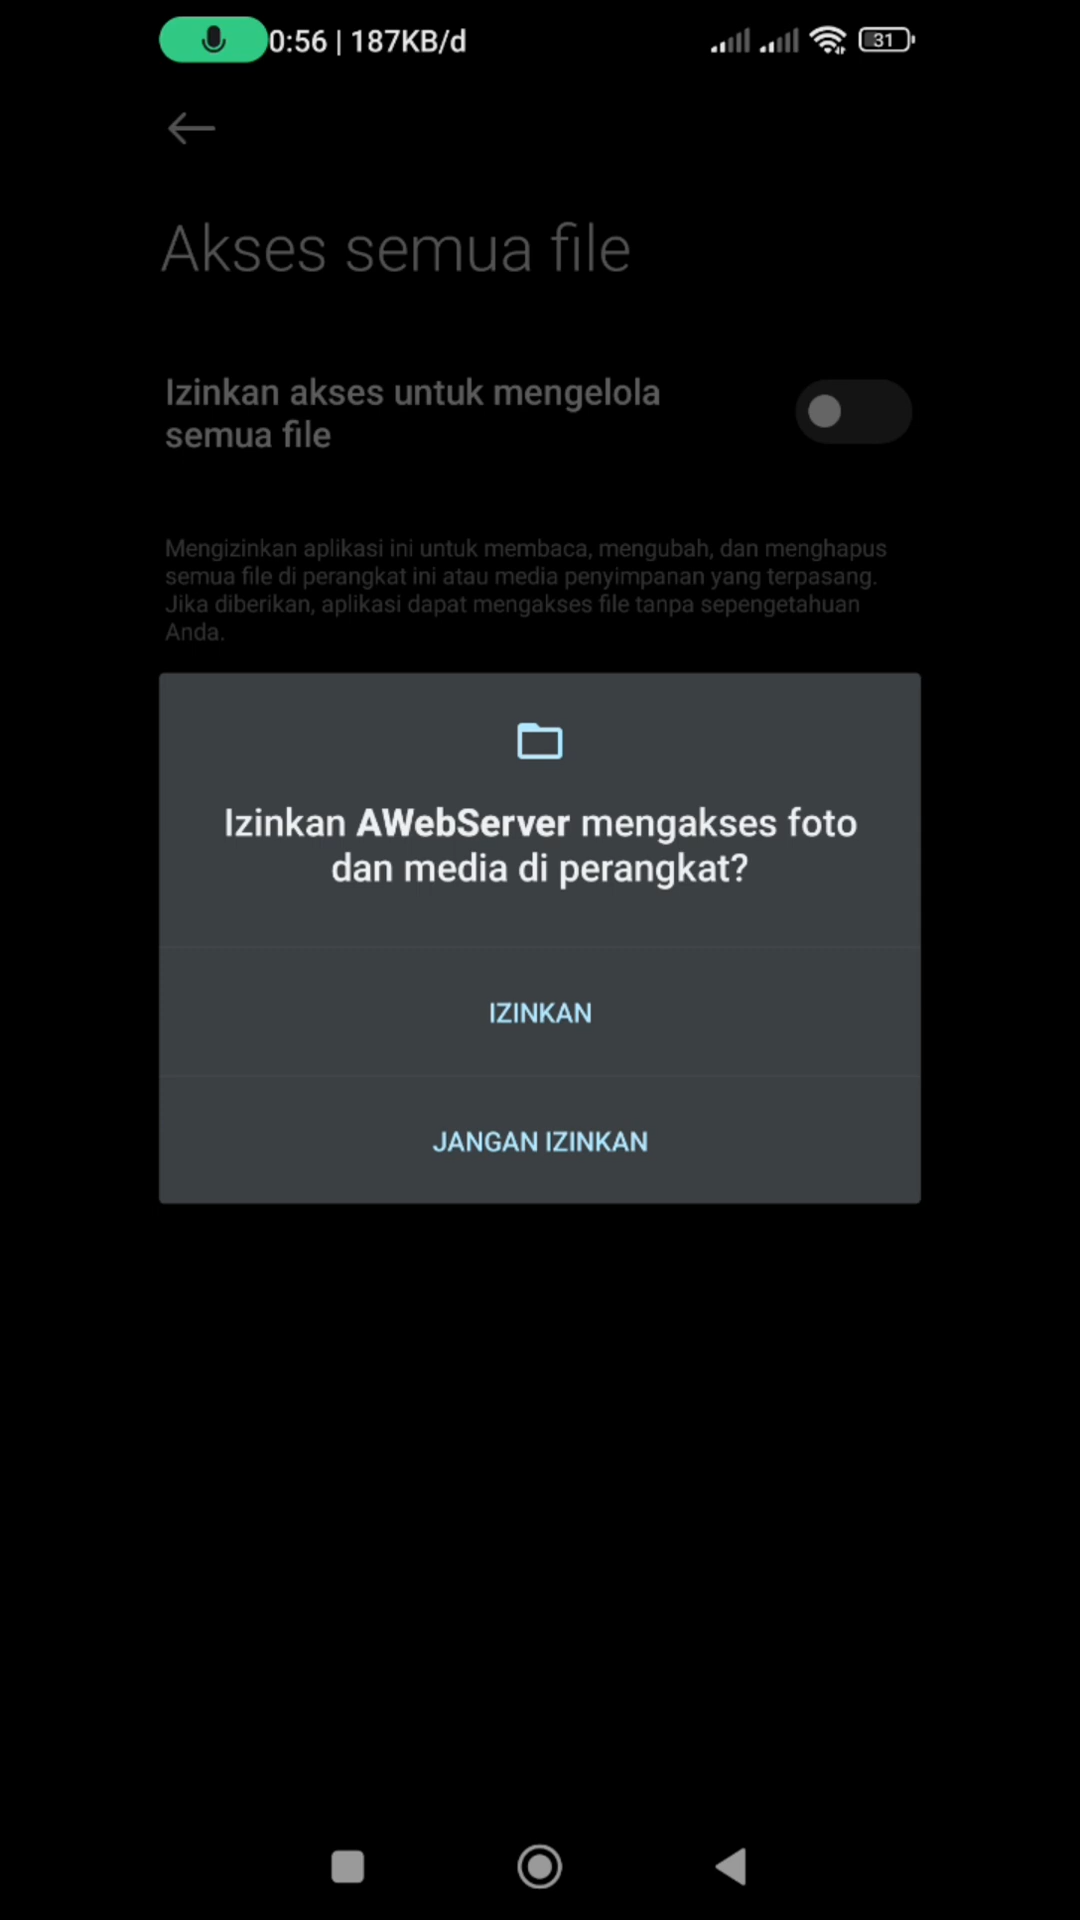 0:56 | 187KB/d
31
Akses semua file
Izinkan akses untuk mengelola
semua file
Mengizinkan aplikasi ini untuk membaca, mengubah, dan menghapus
semua file di perangkat ini atau media penyimpanan yang terpasang.
Jika diberikan, aplikasi dapat mengakses file tanpa sepengetahuan
Anda.
Izinkan AWebServer mengakses foto
dan media di perangkat?
IZINKAN
JANGAN IZINKAN